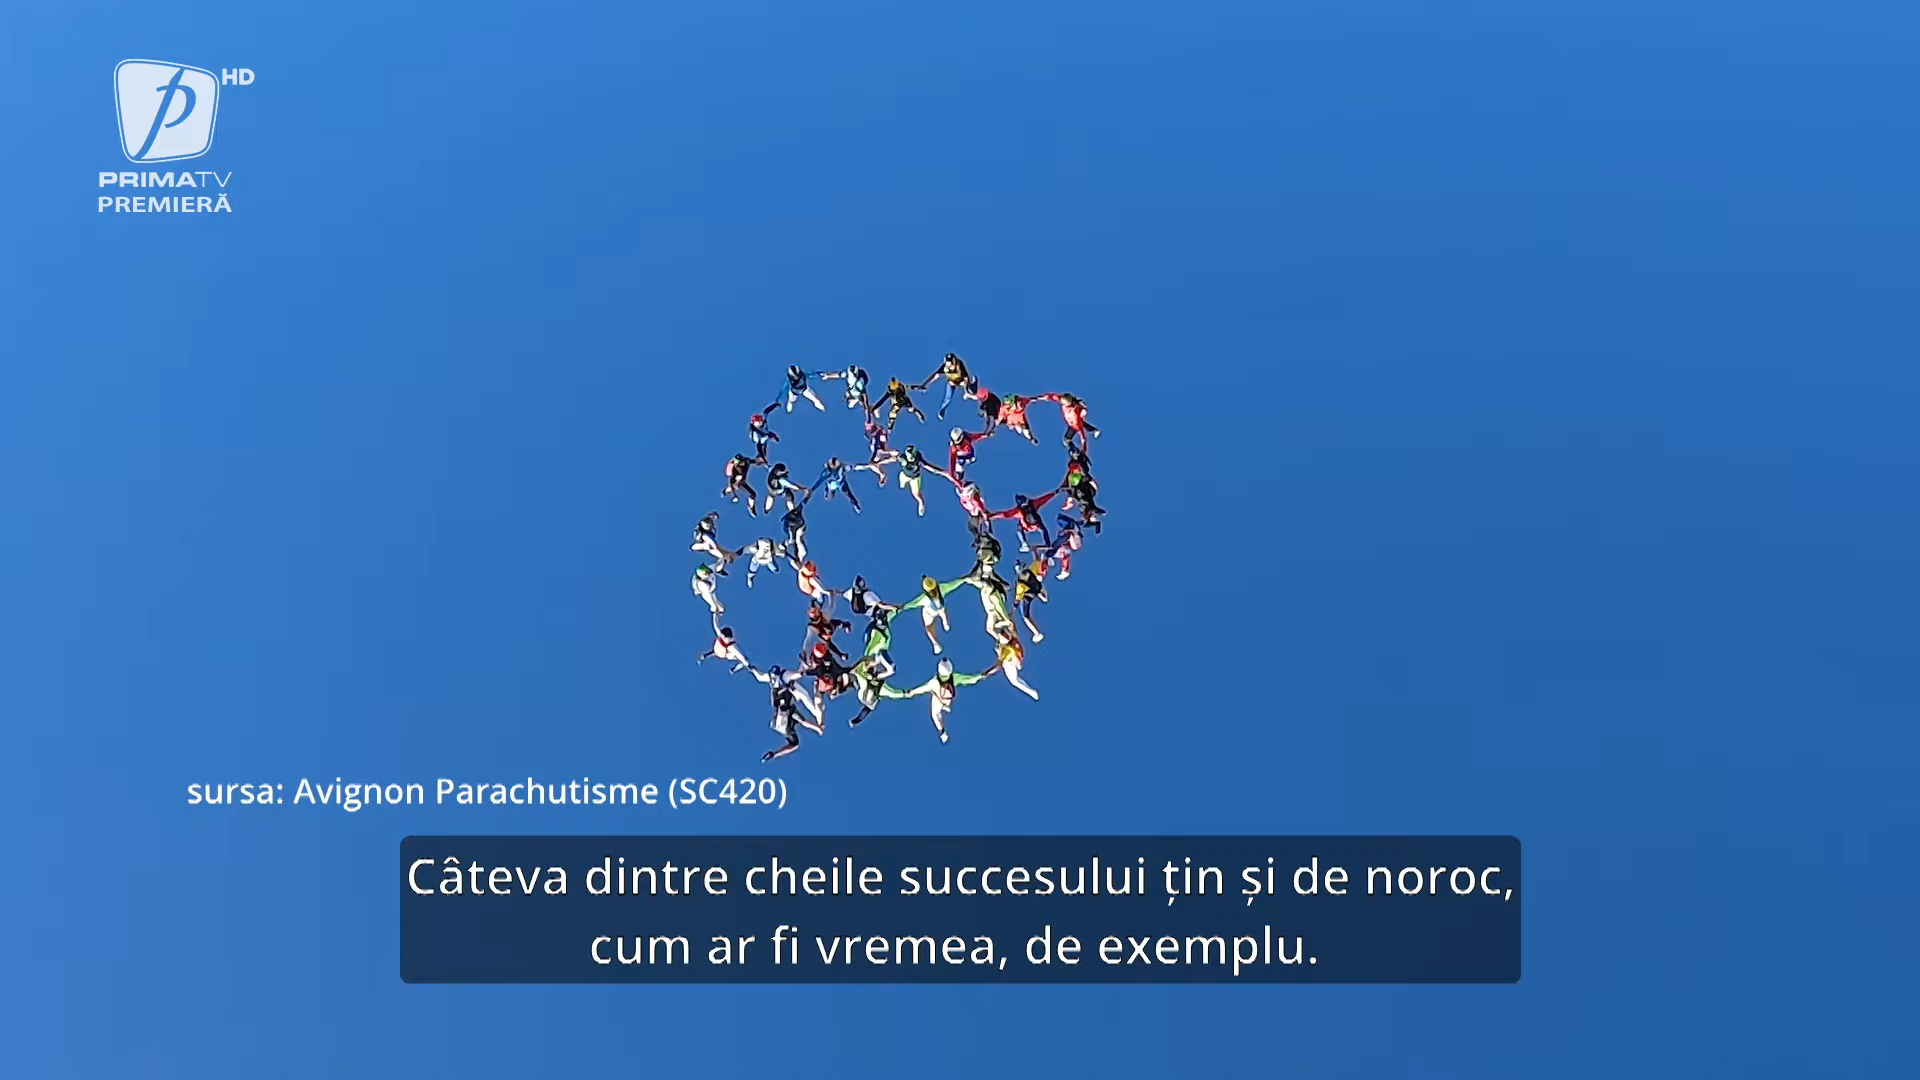 HD
PRIMATV
PREMIERĂ
sursa: Avignon Parachutisme (SC420)
Câteva dintre cheile succesului țin și de noroc,
cum ar fi vremea, de exemplu.